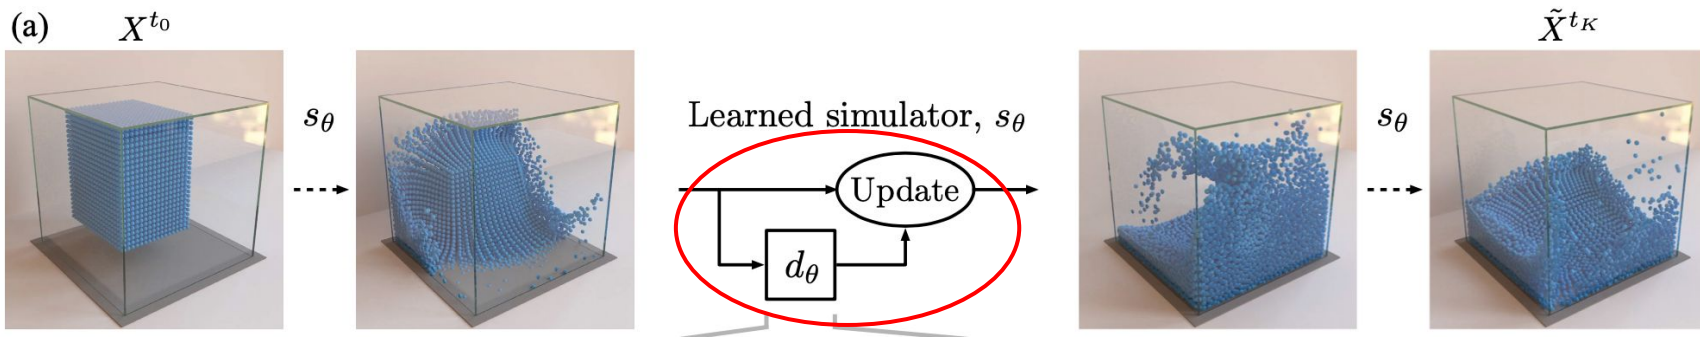 (a) X^{t_0} X̃^{t_K}
s_θ Learned simulator, s_θ s_θ
Update
d_θ